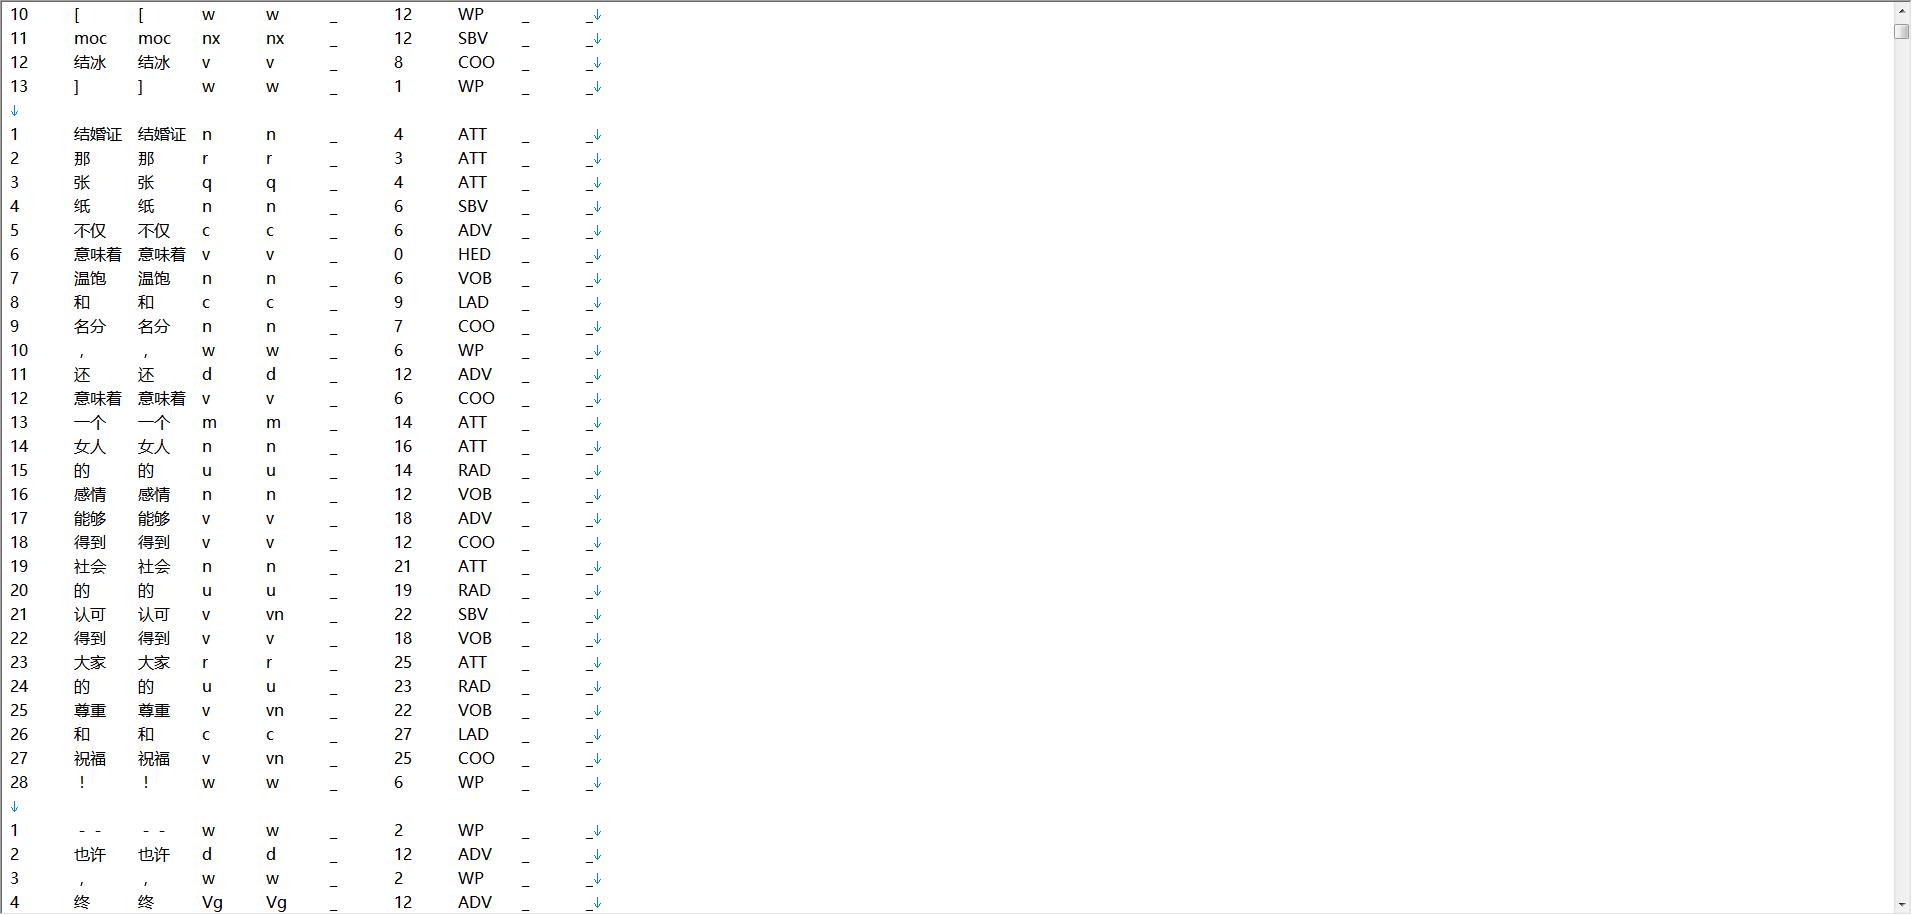 10 [ [ w w _ 12 WP _ _↓
11 moc moc nx nx _ 12 SBV _ _↓
12 结冰 结冰 v v _ 8 COO _ _↓
13 ] ] w w _ 1 WP _ _↓
↓
1 结婚证 结婚证 n n _ 4 ATT _ _↓
2 那 那 r r _ 3 ATT _ _↓
3 张 张 q q _ 4 ATT _ _↓
4 纸 纸 n n _ 6 SBV _ _↓
5 不仅 不仅 c c _ 6 ADV _ _↓
6 意味着 意味着 v v _ 0 HED _ _↓
7 温饱 温饱 n n _ 6 VOB _ _↓
8 和 和 c c _ 9 LAD _ _↓
9 名分 名分 n n _ 7 COO _ _↓
10 , , w w _ 6 WP _ _↓
11 还 还 d d _ 12 ADV _ _↓
12 意味着 意味着 v v _ 6 COO _ _↓
13 一个 一个 m m _ 14 ATT _ _↓
14 女人 女人 n n _ 16 ATT _ _↓
15 的 的 u u _ 14 RAD _ _↓
16 感情 感情 n n _ 12 VOB _ _↓
17 能够 能够 v v _ 18 ADV _ _↓
18 得到 得到 v v _ 12 COO _ _↓
19 社会 社会 n n _ 21 ATT _ _↓
20 的 的 u u _ 19 RAD _ _↓
21 认可 认可 v vn _ 22 SBV _ _↓
22 得到 得到 v v _ 18 VOB _ _↓
23 大家 大家 r r _ 25 ATT _ _↓
24 的 的 u u _ 23 RAD _ _↓
25 尊重 尊重 v vn _ 22 VOB _ _↓
26 和 和 c c _ 27 LAD _ _↓
27 祝福 祝福 v vn _ 25 COO _ _↓
28 ! ! w w _ 6 WP _ _↓
↓
1 -- -- w w _ 2 WP _ _↓
2 也许 也许 d d _ 12 ADV _ _↓
3 , , w w _ 2 WP _ _↓
4 终 终 Vg Vg _ 12 ADV _ _↓